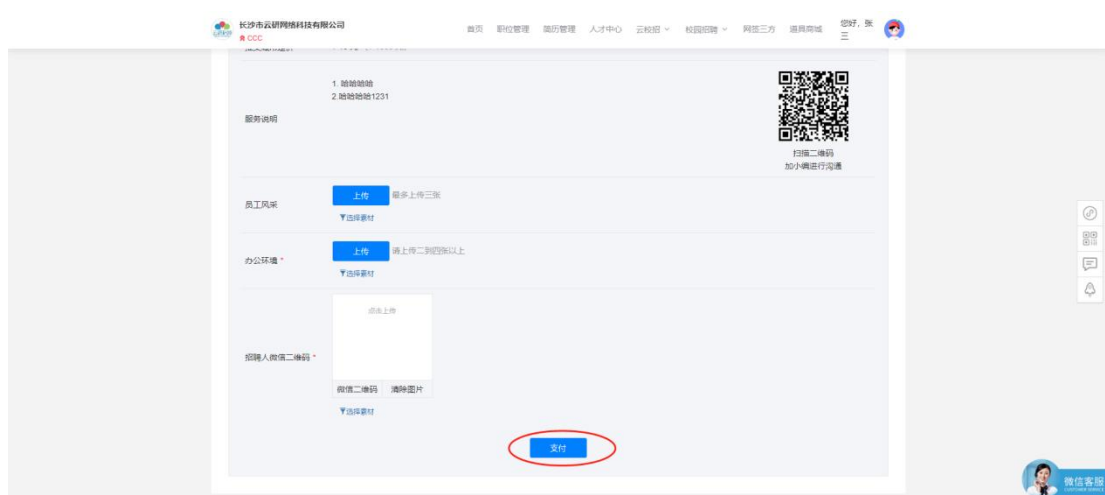 长沙市云研网络科技有限公司
CCC
首页 职位管理 简历管理 人才中心 云校招 校园招聘 网签三方 道具商城
您好，张
三
1. 哈哈哈哈
2.哈哈哈哈1231
服务说明
扫描二维码
加小编进行沟通
员工风采
上传 最多上传三张
选择素材
办公环境 *
上传 请上传二到四张以上
选择素材
点击上传
招聘人微信二维码 *
微信二维码 清除图片
选择素材
支付
微信客服
CUSTOMER SERVICE